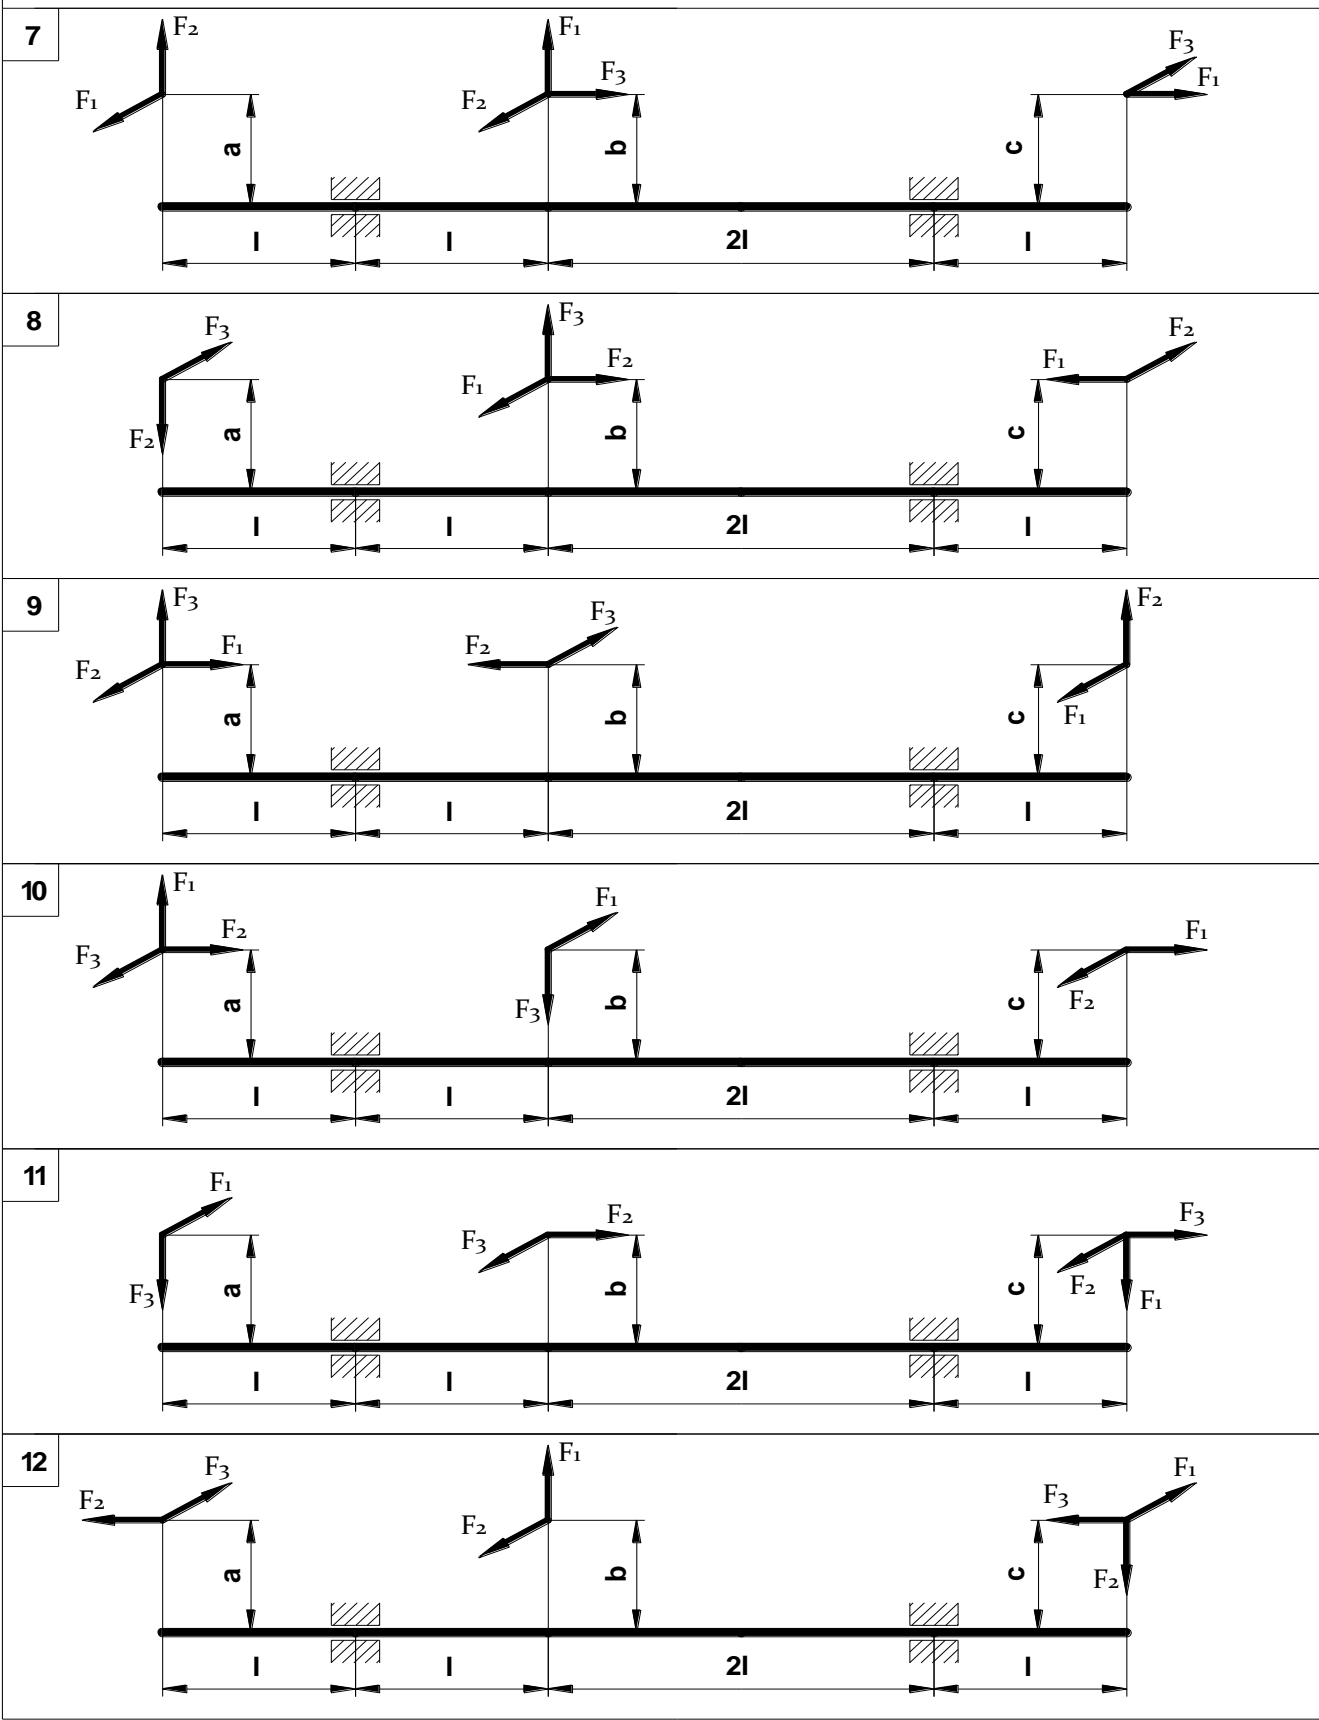 7
F₂ F₁ F₃
F₁ F₂ F₃ F₁
a b c
l l 2l l
8
F₃ F₃ F₂
F₂ F₁ F₂ F₁
a b c
l l 2l l
9
F₃ F₃ F₂
F₂ F₁ F₂ F₁
a b c
l l 2l l
10
F₁ F₁ F₁
F₃ F₂ F₃ F₂
a b c
l l 2l l
11
F₁ F₂ F₃
F₃ F₃ F₂ F₁
a b c
l l 2l l
12
F₃ F₁ F₁
F₂ F₂ F₃ F₂
a b c
l l 2l l